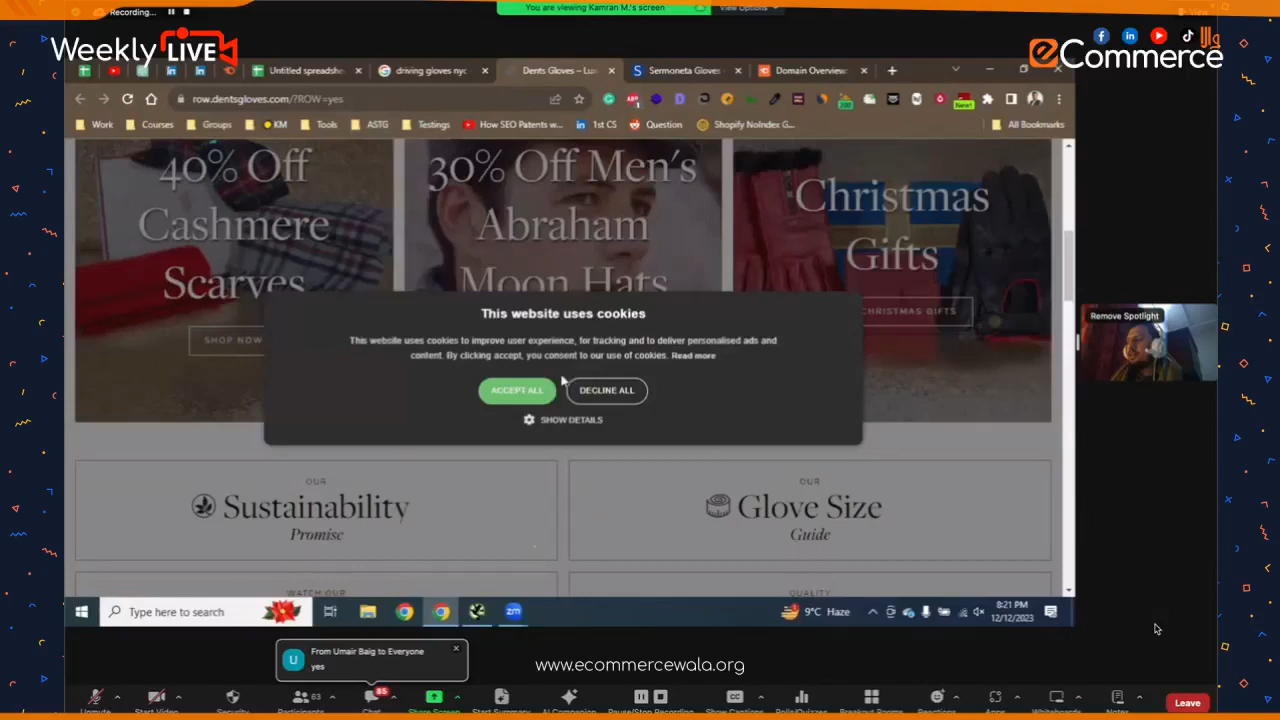 Recording...
You are viewing Kamran M.'s screen
View Options
View
Weekly LIVE
eCommerce والا
Untitled spreadshe
driving gloves nyc
Dents Gloves – Lux
Sermoneta Gloves -
Domain Overview
row.dentsgloves.com/?ROW=yes
200
New!
Work
Courses
Groups
KM
Tools
ASTG
Testings
How SEO Patents w...
1st CS
Question
Shopify NoIndex G...
All Bookmarks
40% Off
Cashmere
Scarves
SHOP NOW
30% Off Men's
Abraham
Moon Hats
Christmas
Gifts
CHRISTMAS GIFTS
This website uses cookies
This website uses cookies to improve user experience, for tracking and to deliver personalised ads and
content. By clicking accept, you consent to our use of cookies. Read more
ACCEPT ALL
DECLINE ALL
SHOW DETAILS
Remove Spotlight
OUR
Sustainability
Promise
OUR
Glove Size
Guide
WATCH OUR
QUALITY
Type here to search
zm
9°C Haze
8:21 PM
12/12/2023
U
From Umair Baig to Everyone
yes
www.ecommercewala.org
Unmute
Start Video
Security
Participants
63
Chat
85
Share Screen
Start Summary
AI Companion
Pause/Stop Recording
CC
Show Captions
Polls/Quizzes
Breakout Rooms
Reactions
Apps
Whiteboards
Notes
Leave